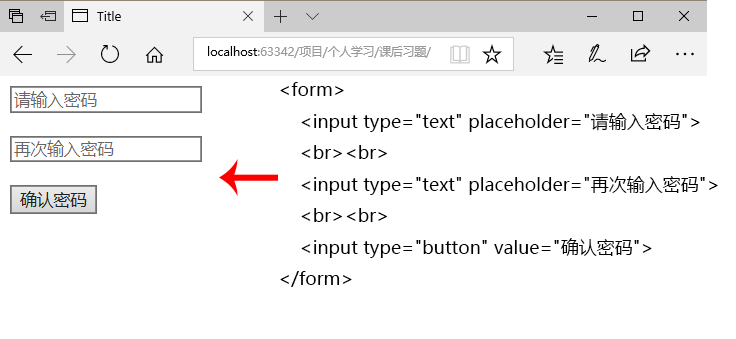 Title
localhost:63342/项目/个人学习/课后习题/
请输入密码
再次输入密码
确认密码
<form>
<input type="text" placeholder="请输入密码">
<br><br>
<input type="text" placeholder="再次输入密码">
<br><br>
<input type="button" value="确认密码">
</form>